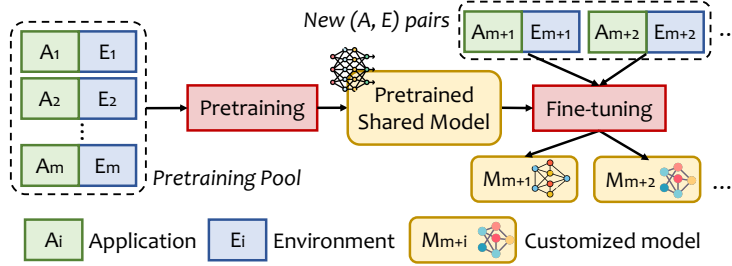 New (A, E) pairs
Am+1 Em+1 Am+2 Em+2 ...
A1 E1
A2 E2
...
Am Em
Pretraining
Pretrained
Shared Model
Fine-tuning
Pretraining Pool
Mm+1 Mm+2 ...
Ai Application Ei Environment Mm+i Customized model